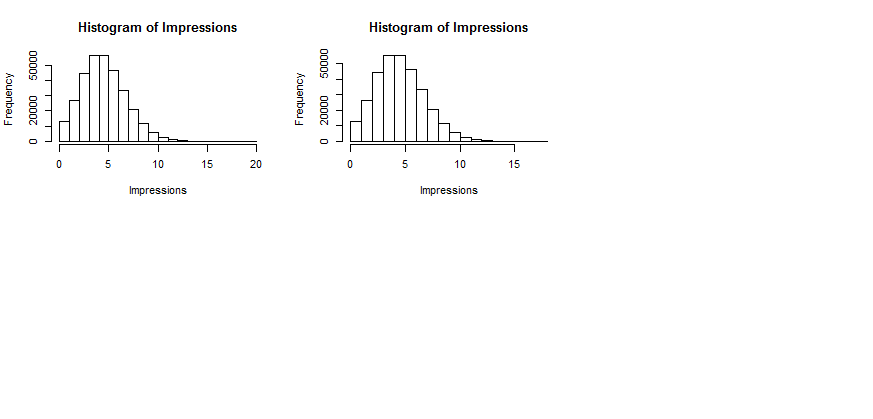 Histogram of Impressions
Frequency
0
20000
50000
0 5 10 15 20
Impressions
Histogram of Impressions
Frequency
0
20000
50000
0 5 10 15
Impressions